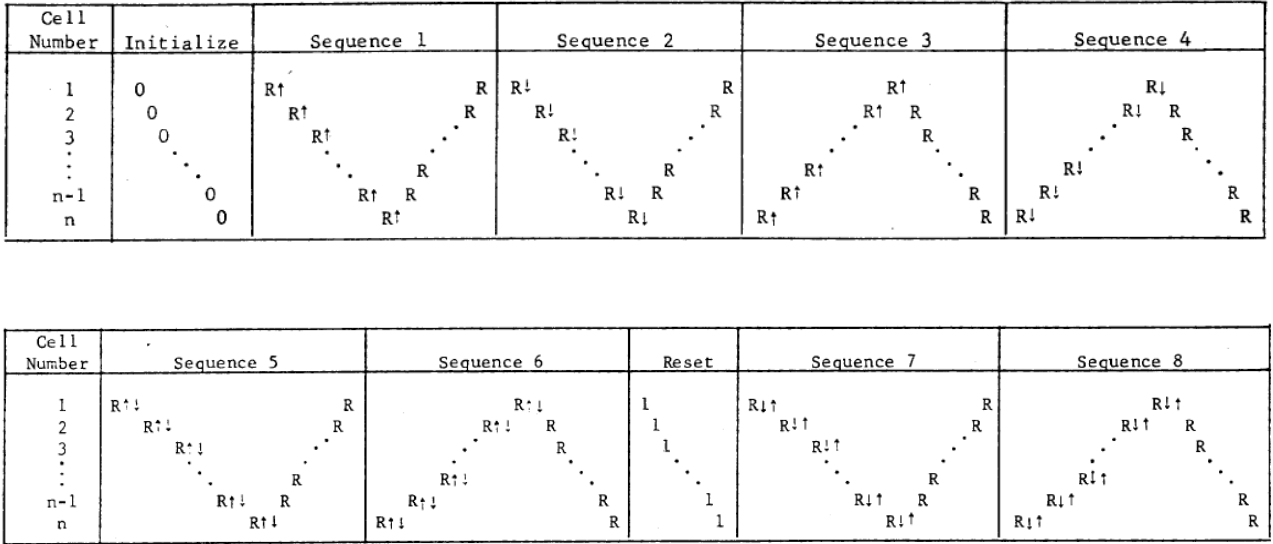 Cell
Number Initialize Sequence 1 Sequence 2 Sequence 3 Sequence 4
1 0 R↑ R R↓ R R↑ R↓
2 0 R↑ R R↓ R R↑ R R↓ R
3 0 R↑ R↓ R R
R R R↑ R↓
n-1 0 R↑ R R↓ R R↑ R R↓ R
n 0 R↑ R↓ R↑ R R↓ R
Cell
Number Sequence 5 Sequence 6 Reset Sequence 7 Sequence 8
1 R↑↓ R R↑↓ 1 R↓↑ R R↓↑
2 R↑↓ R R↑↓ R 1 R↓↑ R R↓↑ R
3 R↑↓ R 1 R↓↑ R
R R↑↓ R R↓↑
n-1 R↑↓ R R↑↓ R 1 R↓↑ R R↓↑ R
n R↑↓ R↑↓ R 1 R↓↑ R↓↑ R